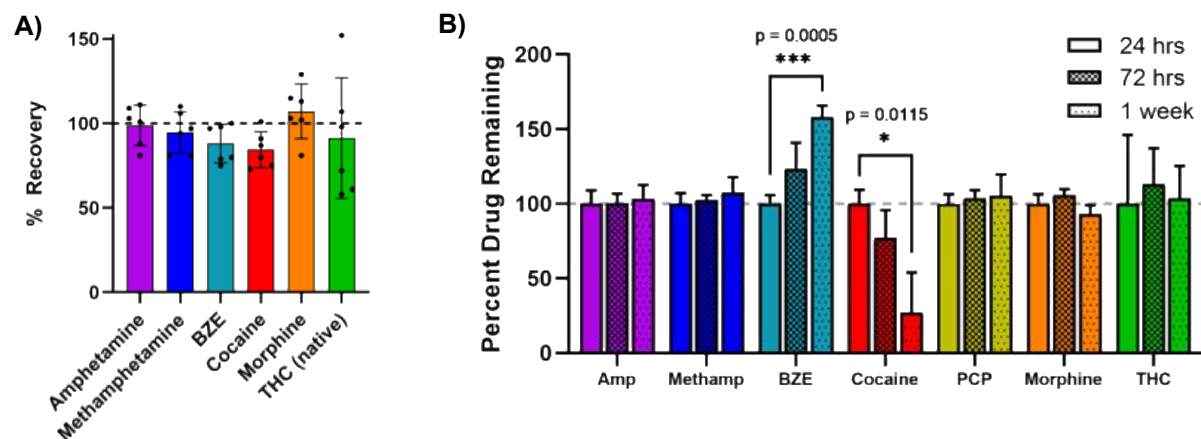 A)
150
100
50
0
% Recovery
Amphetamine
Methamphetamine
BZE
Cocaine
Morphine
THC (native)
B)
p = 0.0005
***
p = 0.0115
*
24 hrs
72 hrs
1 week
200
150
100
50
0
Percent Drug Remaining
Amp
Methamp
BZE
Cocaine
PCP
Morphine
THC